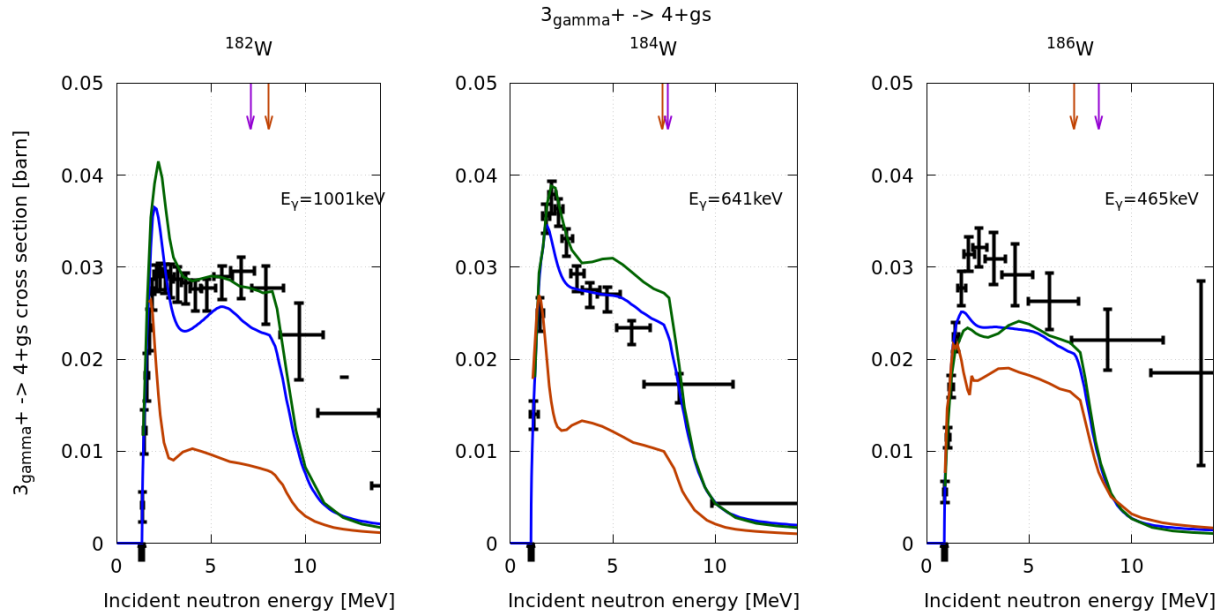 3gamma+ -> 4+gs
182W
184W
186W
3gamma+ -> 4+gs cross section [barn]
0.05
0.04
0.03
0.02
0.01
0
0 5 10
Eγ=1001keV
Incident neutron energy [MeV]
0.05
0.04
0.03
0.02
0.01
0
0 5 10
Eγ=641keV
Incident neutron energy [MeV]
0.05
0.04
0.03
0.02
0.01
0
0 5 10
Eγ=465keV
Incident neutron energy [MeV]